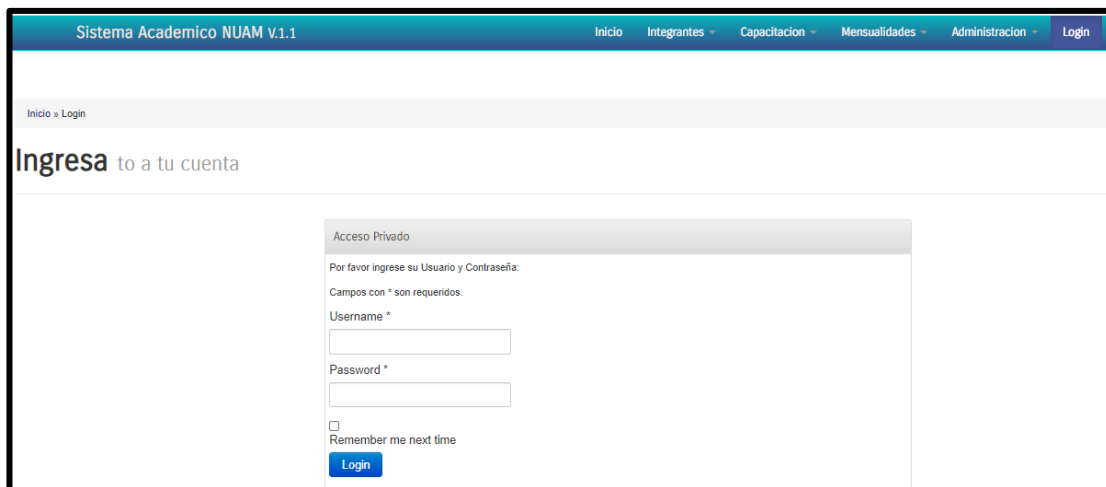 Sistema Academico NUAM V.1.1 Inicio Integrantes Capacitacion Mensualidades Administracion Login
Inicio » Login
Ingresa to a tu cuenta
Acceso Privado
Por favor ingrese su Usuario y Contraseña:
Campos con * son requeridos.
Username *
Password *
Remember me next time
Login